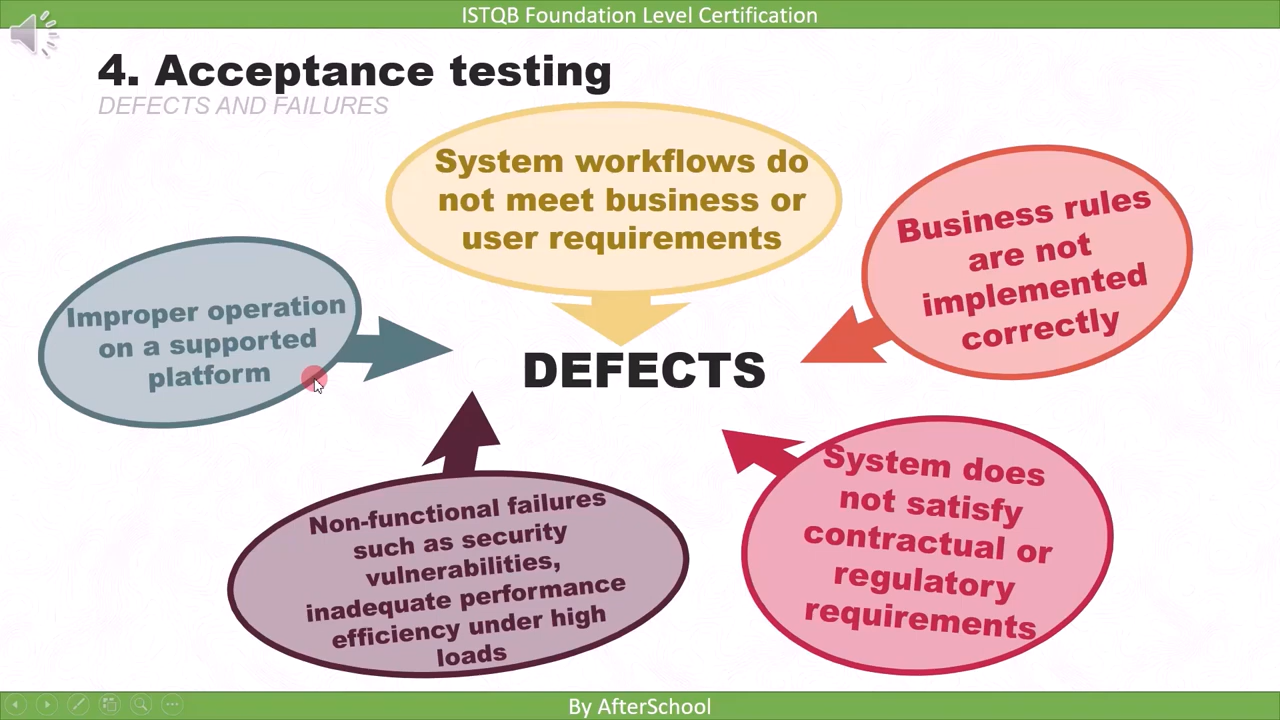 ISTQB Foundation Level Certification
4. Acceptance testing
DEFECTS AND FAILURES
System workflows do
not meet business or
user requirements
Business rules
are not
implemented
correctly
Improper operation
on a supported
platform
DEFECTS
Non-functional failures
such as security
vulnerabilities,
inadequate performance
efficiency under high
loads
System does
not satisfy
contractual or
regulatory
requirements
By AfterSchool